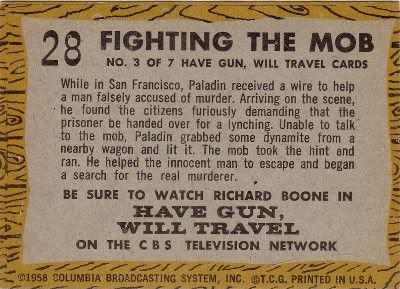 28 FIGHTING THE MOB
NO. 3 OF 7 HAVE GUN, WILL TRAVEL CARDS
While in San Francisco, Paladin received a wire to help
a man falsely accused of murder. Arriving on the scene,
he found the citizens furiously demanding that the
prisoner be handed over for a lynching. Unable to talk
to the mob, Paladin grabbed some dynamite from a
nearby wagon and lit it. The mob took the hint and
ran. He helped the innocent man to escape and began
a search for the real murderer.
BE SURE TO WATCH RICHARD BOONE IN
HAVE GUN,
WILL TRAVEL
ON THE CBS TELEVISION NETWORK
©1958 COLUMBIA BROADCASTING SYSTEM, INC. ©T.C.G. PRINTED IN U.S.A.